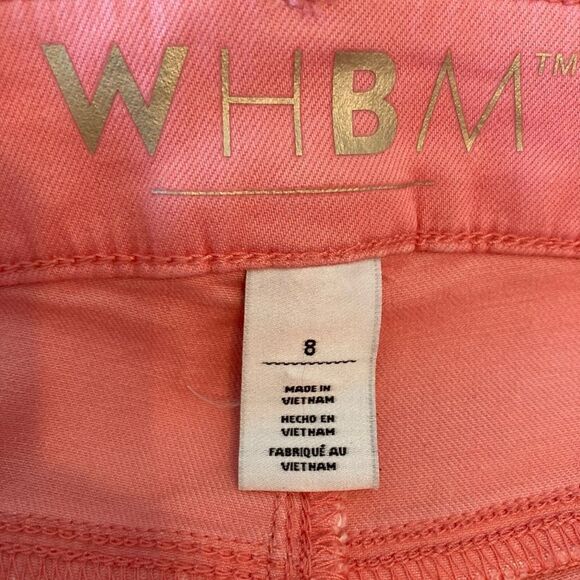 WHBM™
8
MADE IN
VIETNAM
HECHO EN
VIETNAM
FABRIQUÉ AU
VIETNAM